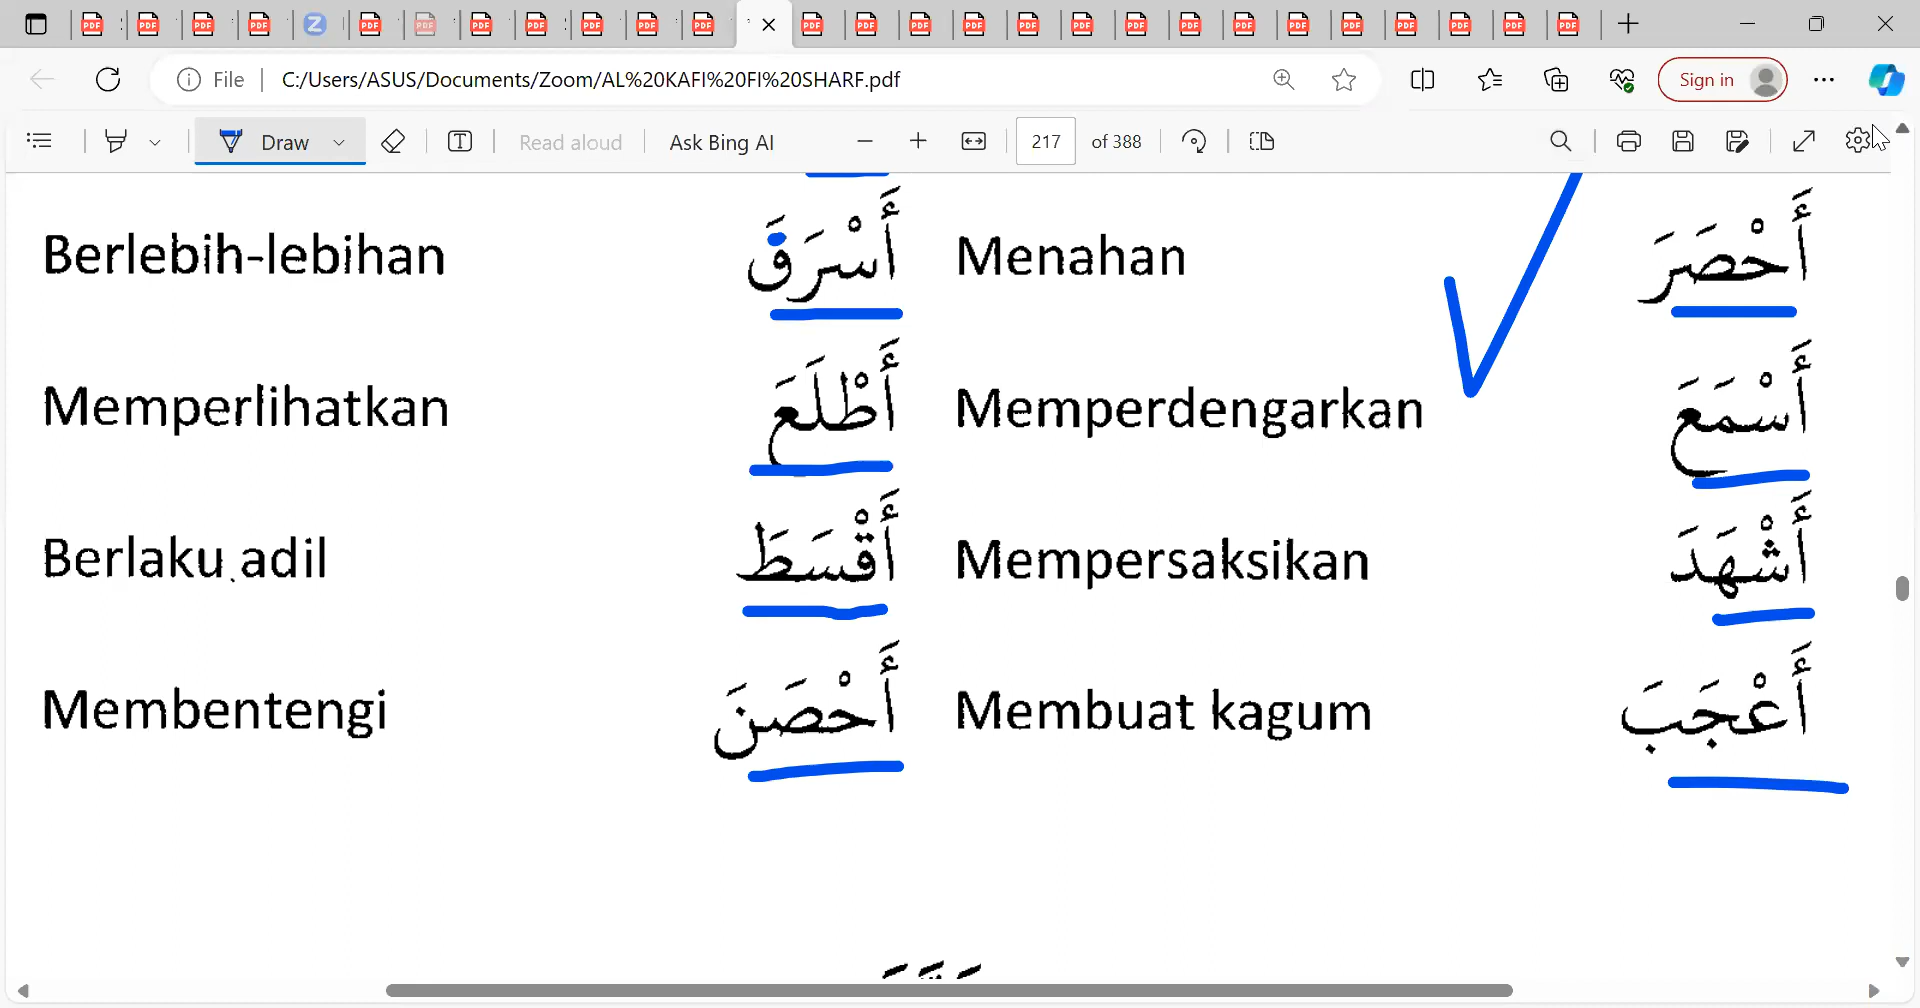 File C:/Users/ASUS/Documents/Zoom/AL%20KAFI%20FI%20SHARF.pdf Sign in
Draw Read aloud Ask Bing AI 217 of 388
Berlebih-lebihan أَسْرَقَ Menahan أَحْصَرَ
Memperlihatkan أَطْلَعَ Memperdengarkan أَسْمَعَ
Berlaku adil أَقْسَطَ Mempersaksikan أَشْهَدَ
Membentengi أَحْصَنَ Membuat kagum أَعْجَبَ